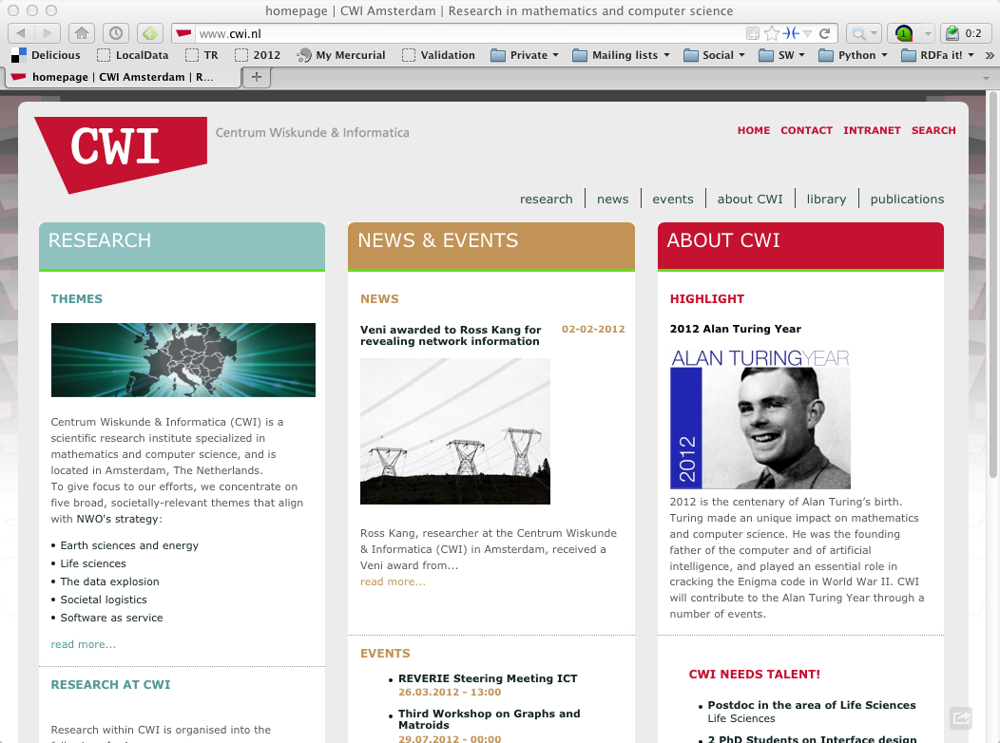 homepage | CWI Amsterdam | Research in mathematics and computer science
www.cwi.nl
1
0:2
Delicious
LocalData
TR
2012
My Mercurial
Validation
Private
Mailing lists
Social
SW
Python
RDFa it!
»
homepage | CWI Amsterdam | R...
CWI
Centrum Wiskunde & Informatica
HOME CONTACT INTRANET SEARCH
research | news | events | about CWI | library | publications
RESEARCH
THEMES
Centrum Wiskunde & Informatica (CWI) is a
scientific research institute specialized in
mathematics and computer science, and is
located in Amsterdam, The Netherlands.
To give focus to our efforts, we concentrate on
five broad, societally-relevant themes that align
with NWO's strategy:
• Earth sciences and energy
• Life sciences
• The data explosion
• Societal logistics
• Software as service
read more...
RESEARCH AT CWI
Research within CWI is organised into the
NEWS & EVENTS
NEWS
Veni awarded to Ross Kang for 02-02-2012
revealing network information
Ross Kang, researcher at the Centrum Wiskunde
& Informatica (CWI) in Amsterdam, received a
Veni award from...
read more...
EVENTS
• REVERIE Steering Meeting ICT
26.03.2012 - 13:00
• Third Workshop on Graphs and
Matroids
29.07.2012 - 00:00
ABOUT CWI
HIGHLIGHT
2012 Alan Turing Year
ALAN TURINGYEAR
2012
2012 is the centenary of Alan Turing's birth.
Turing made an unique impact on mathematics
and computer science. He was the founding
father of the computer and of artificial
intelligence, and played an essential role in
cracking the Enigma code in World War II. CWI
will contribute to the Alan Turing Year through a
number of events.
CWI NEEDS TALENT!
• Postdoc in the area of Life Sciences
Life Sciences
• 2 PhD Students on Interface design